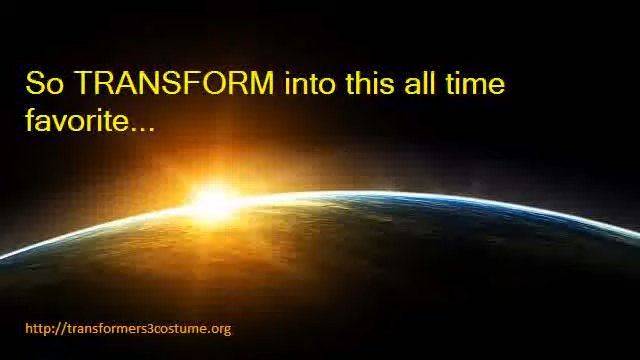 So TRANSFORM into this all time
favorite...
http://transformers3costume.org